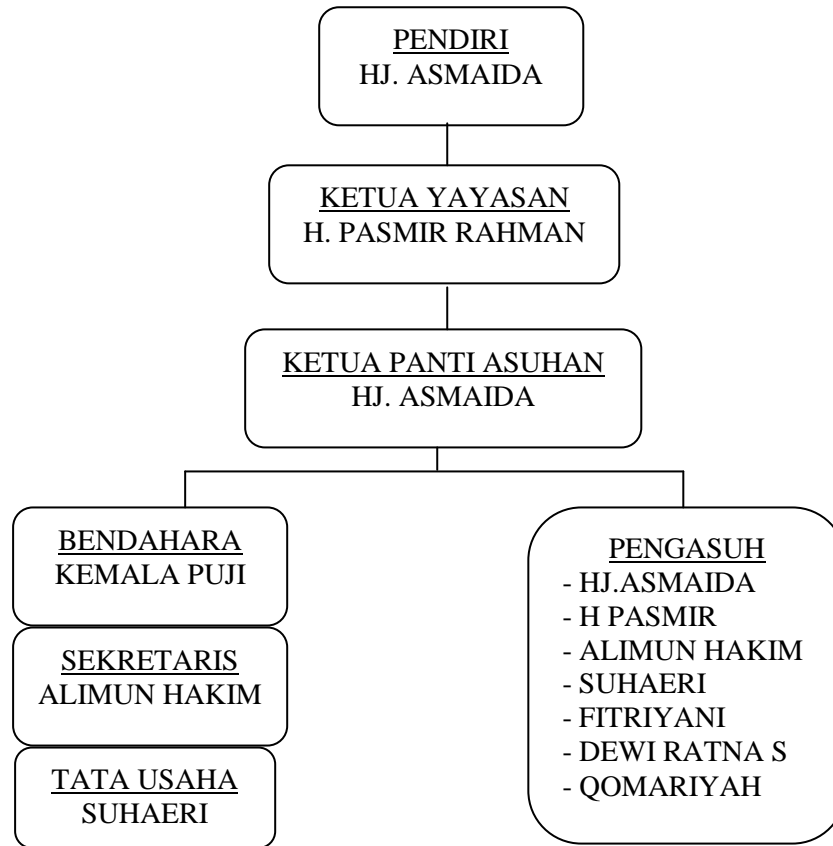 PENDIRI
HJ. ASMAIDA
KETUA YAYASAN
H. PASMIR RAHMAN
KETUA PANTI ASUHAN
HJ. ASMAIDA
BENDAHARA
KEMALA PUJI
SEKRETARIS
ALIMUN HAKIM
TATA USAHA
SUHAERI
PENGASUH
- HJ.ASMAIDA
- H PASMIR
- ALIMUN HAKIM
- SUHAERI
- FITRIYANI
- DEWI RATNA S
- QOMARIYAH